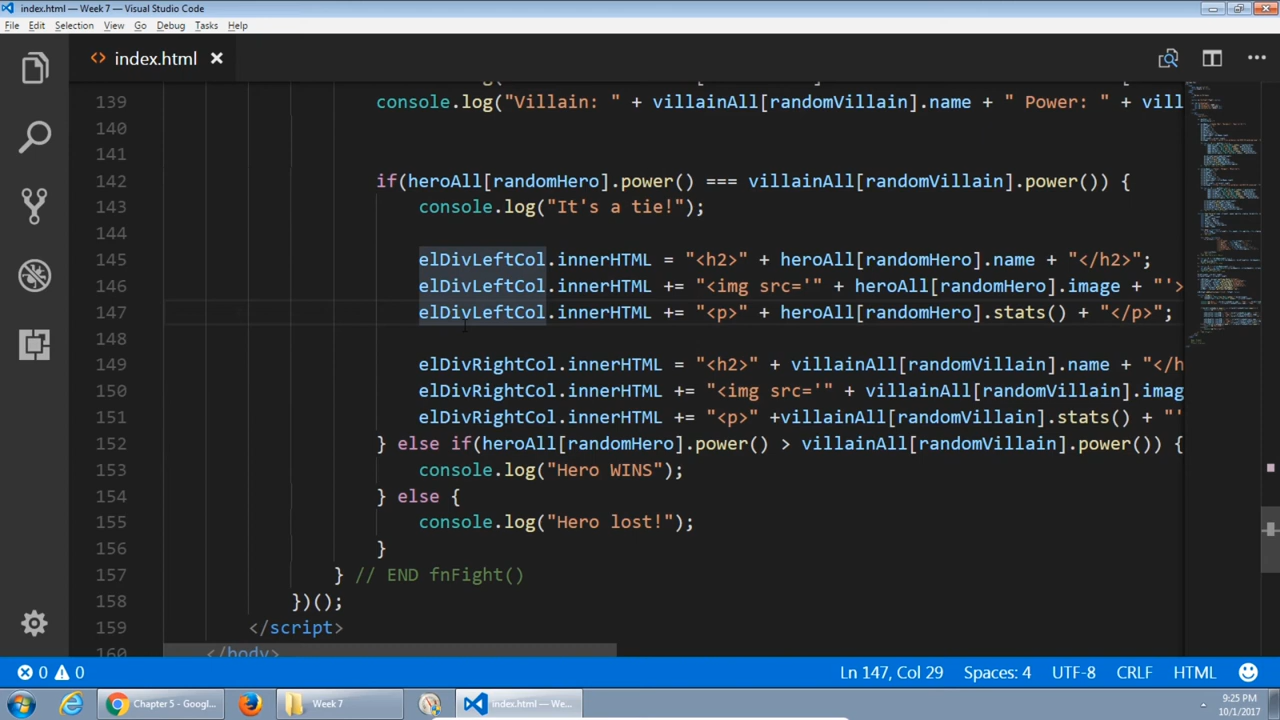 index.html — Week 7 — Visual Studio Code
File Edit Selection View Go Debug Tasks Help
index.html
139 console.log("Villain: " + villainAll[randomVillain].name + " Power: " + vill
140
141
142 if(heroAll[randomHero].power() === villainAll[randomVillain].power()) {
143 console.log("It's a tie!");
144
145 elDivLeftCol.innerHTML = "<h2>" + heroAll[randomHero].name + "</h2>";
146 elDivLeftCol.innerHTML += "<img src='" + heroAll[randomHero].image + "'>
147 elDivLeftCol.innerHTML += "<p>" + heroAll[randomHero].stats() + "</p>";
148
149 elDivRightCol.innerHTML = "<h2>" + villainAll[randomVillain].name + "</h
150 elDivRightCol.innerHTML += "<img src='" + villainAll[randomVillain].imag
151 elDivRightCol.innerHTML += "<p>" +villainAll[randomVillain].stats() + "'
152 } else if(heroAll[randomHero].power() > villainAll[randomVillain].power()) {
153 console.log("Hero WINS");
154 } else {
155 console.log("Hero lost!");
156 }
157 } // END fnFight()
158 })();
159 </script>
160 </body>
0 0 Ln 147, Col 29 Spaces: 4 UTF-8 CRLF HTML
Chapter 5 - Googl... Week 7 index.html — We... 9:25 PM
10/1/2017